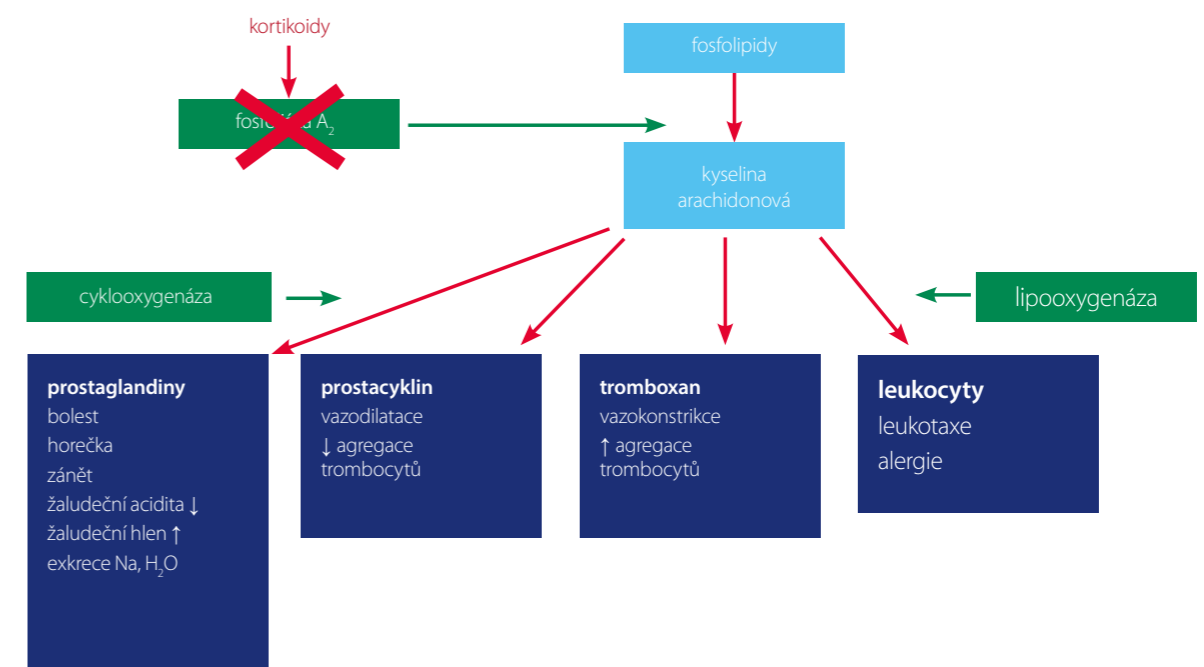 kortikoidy
fosfolipidy
A₂
kyselina
arachidonová
cyklooxygenáza
lipooxygenáza
prostaglandiny
bolest
horečka
zánět
žaludeční acidita ↓
žaludeční hlen ↑
exkrece Na, H₂O
prostacyklin
vazodilatace
↓ agregace
trombocytů
tromboxan
vazokonstrikce
↑ agregace
trombocytů
leukocyty
leukotaxe
alergie